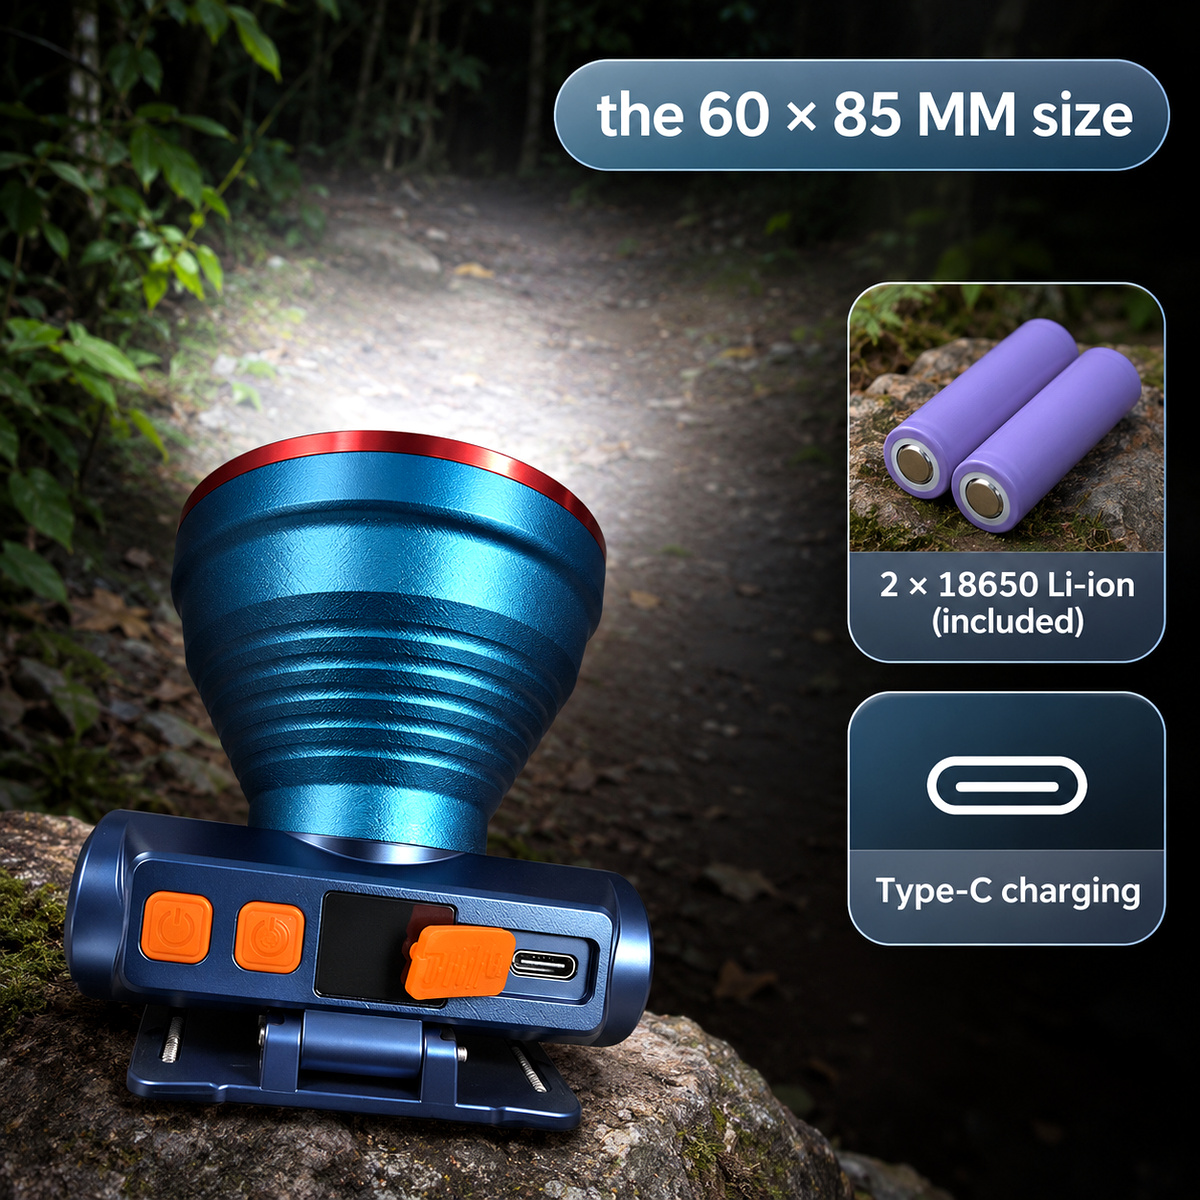 the 60 × 85 MM size
2 × 18650 Li-ion
(included)
Type-C charging